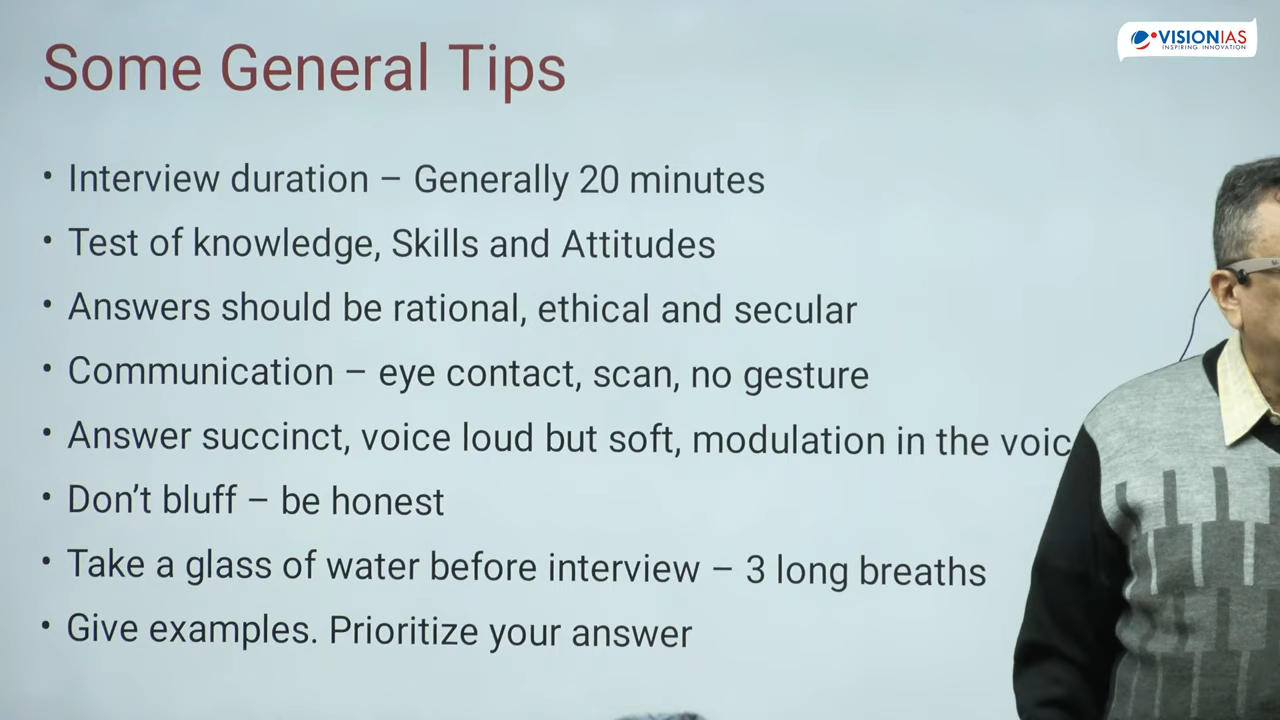 VISIONIAS
INSPIRING INNOVATION
Some General Tips
• Interview duration – Generally 20 minutes
• Test of knowledge, Skills and Attitudes
• Answers should be rational, ethical and secular
• Communication – eye contact, scan, no gesture
• Answer succinct, voice loud but soft, modulation in the voic
• Don’t bluff – be honest
• Take a glass of water before interview – 3 long breaths
• Give examples. Prioritize your answer